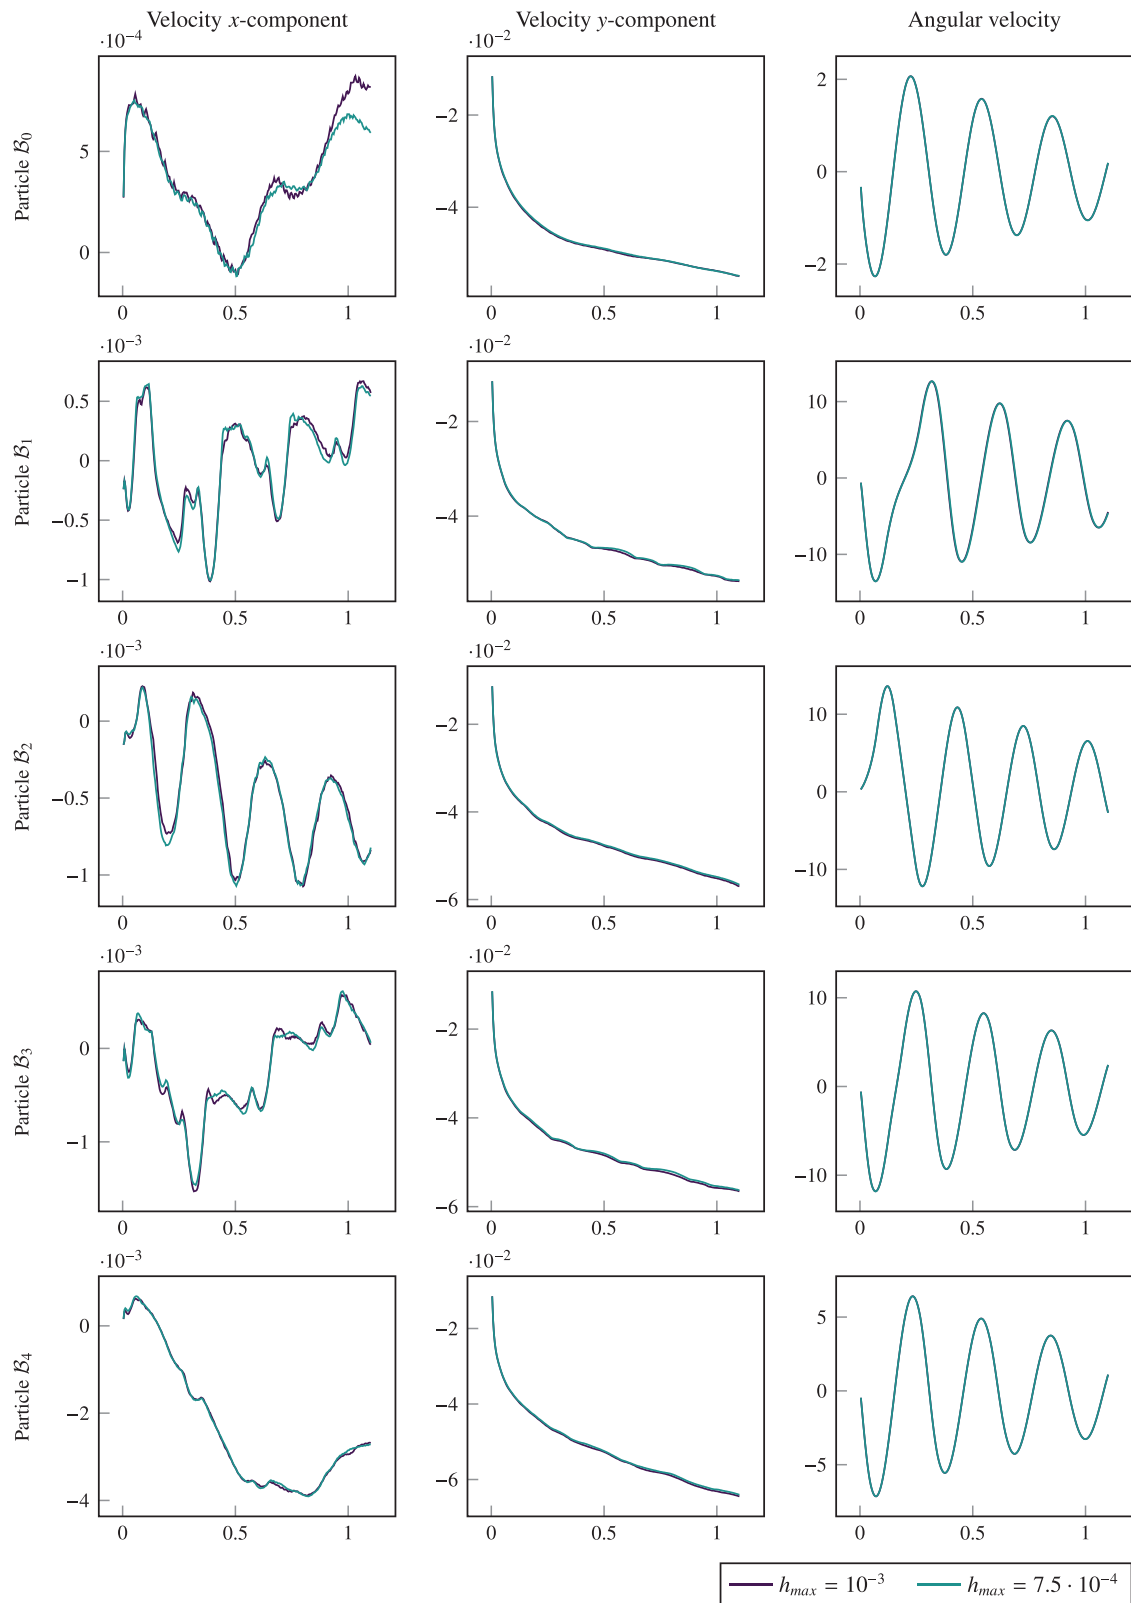 Velocity x-component Velocity y-component Angular velocity
·10⁻⁴ ·10⁻²
Particle ℬ₀
5
0
0 0.5 1
−2
−4
0 0.5 1
2
0
−2
0 0.5 1
·10⁻³ ·10⁻²
Particle ℬ₁
0.5
0
−0.5
−1
0 0.5 1
−2
−4
0 0.5 1
10
0
−10
0 0.5 1
·10⁻³ ·10⁻²
Particle ℬ₂
0
−0.5
−1
0 0.5 1
−2
−4
−6
0 0.5 1
10
0
−10
0 0.5 1
·10⁻³ ·10⁻²
Particle ℬ₃
0
−1
0 0.5 1
−2
−4
−6
0 0.5 1
10
0
−10
0 0.5 1
·10⁻³ ·10⁻²
Particle ℬ₄
0
−2
−4
0 0.5 1
−2
−4
−6
0 0.5 1
5
0
−5
0 0.5 1
hₘₐₓ = 10⁻³ hₘₐₓ = 7.5 · 10⁻⁴